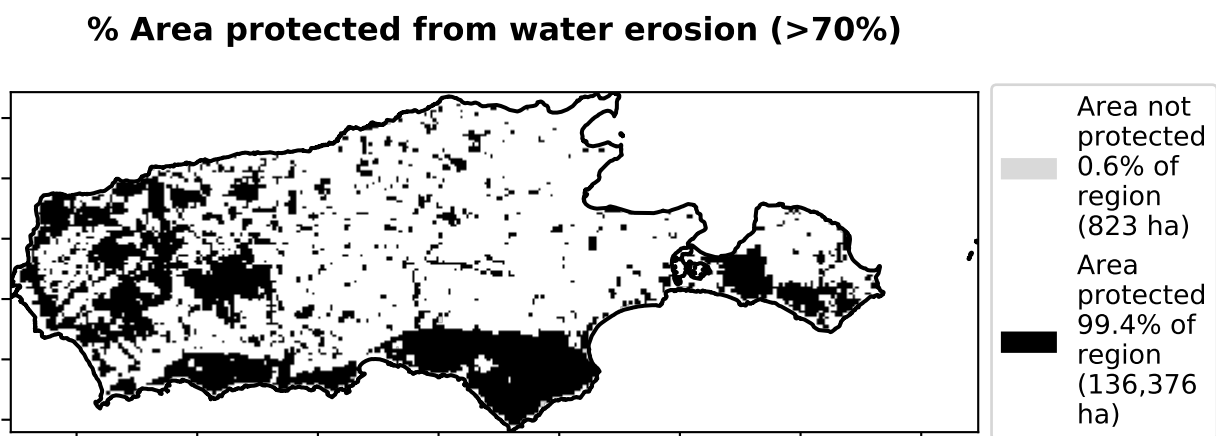 % Area protected from water erosion (>70%)
Area not
protected
0.6% of
region
(823 ha)
Area
protected
99.4% of
region
(136,376
ha)